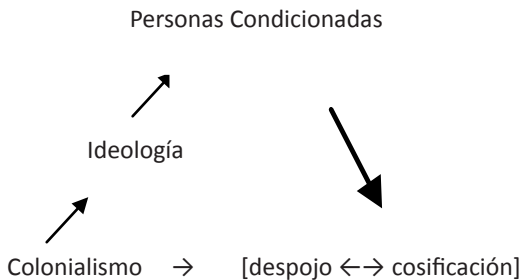 Personas Condicionadas
Ideología
Colonialismo → [despojo ←→ cosificación]